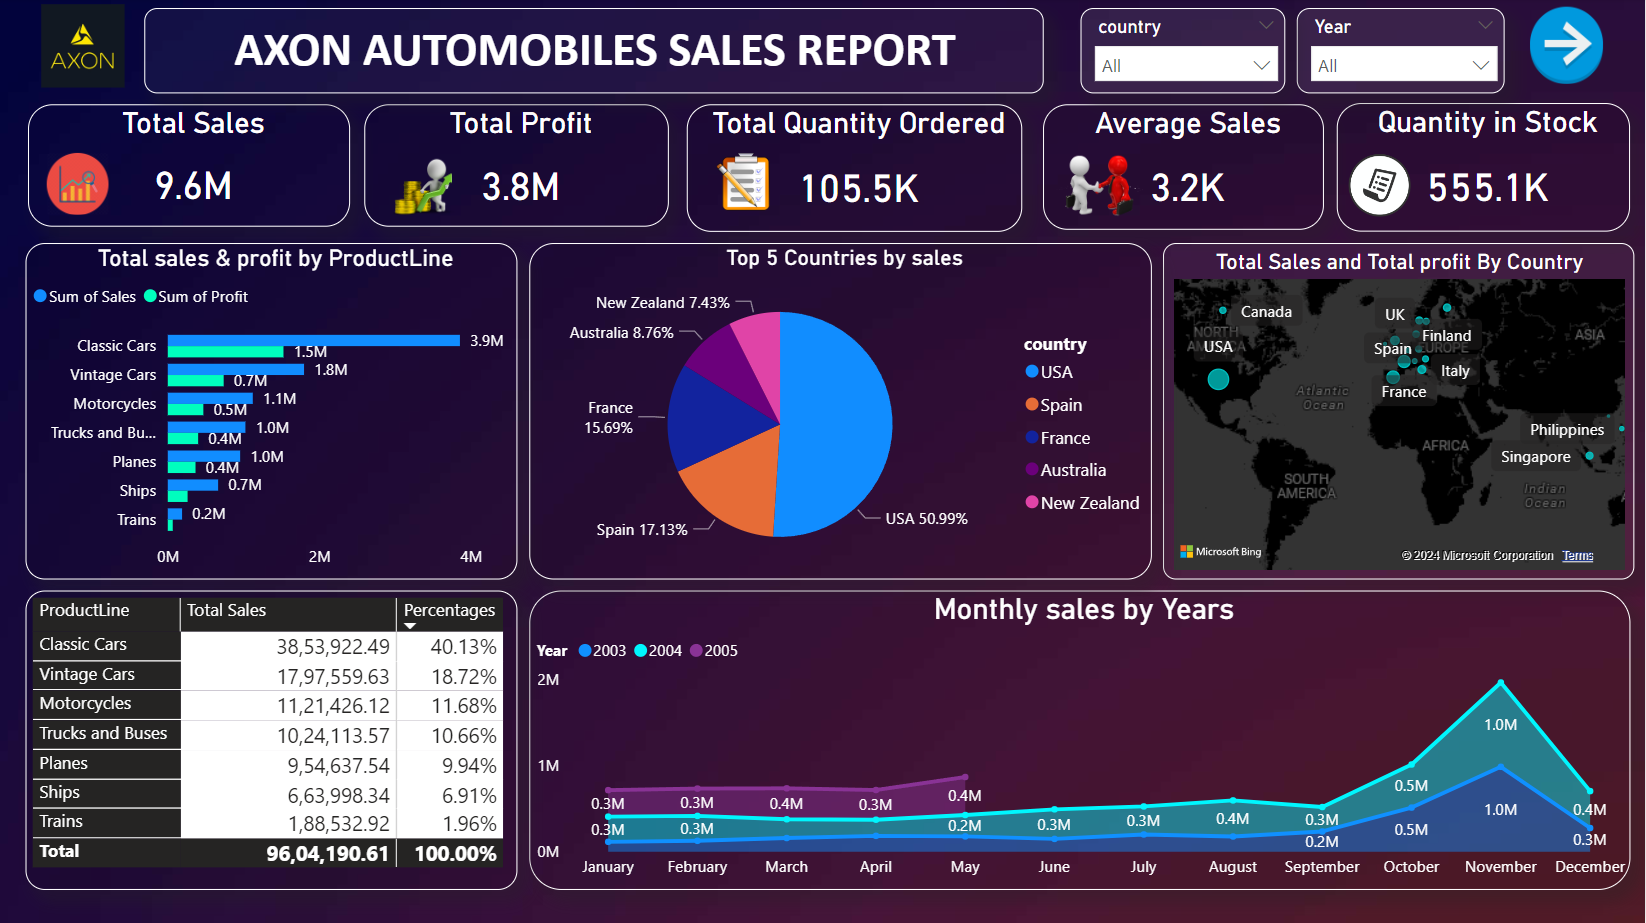 AXON
AXON AUTOMOBILES SALES REPORT
country
All
Year
All
Total Sales
9.6M
Total Profit
3.8M
Total Quantity Ordered
105.5K
Average Sales
3.2K
Quantity in Stock
555.1K
Total sales & profit by ProductLine
Sum of Sales Sum of Profit
Classic Cars 3.9M
1.5M
Vintage Cars 1.8M
0.7M
Motorcycles 1.1M
0.5M
Trucks and Bu... 1.0M
0.4M
Planes 1.0M
0.4M
Ships 0.7M
Trains 0.2M
0M 2M 4M
Top 5 Countries by sales
New Zealand 7.43%
Australia 8.76%
France
15.69%
Spain 17.13%
USA 50.99%
country
USA
Spain
France
Australia
New Zealand
Total Sales and Total profit By Country
Canada
UK
NORTH
AMERICA
USA
Finland
ASIA
Spain
EUROPE
Italy
France
Atlantic
Ocean
Philippines
AFRICA
Singapore
SOUTH
AMERICA
Indian
Ocean
Microsoft Bing
© 2024 Microsoft Corporation Terms
ProductLine Total Sales Percentages
Classic Cars 38,53,922.49 40.13%
Vintage Cars 17,97,559.63 18.72%
Motorcycles 11,21,426.12 11.68%
Trucks and Buses 10,24,113.57 10.66%
Planes 9,54,637.54 9.94%
Ships 6,63,998.34 6.91%
Trains 1,88,532.92 1.96%
Total 96,04,190.61 100.00%
Monthly sales by Years
Year 2003 2004 2005
2M
1M
0M
0.3M 0.3M 0.4M 0.3M 0.4M
0.3M 0.3M 0.2M 0.3M 0.3M 0.4M 0.3M 0.5M 1.0M 0.4M
0.2M 0.5M 1.0M 0.3M
January February March April May June July August September October November December